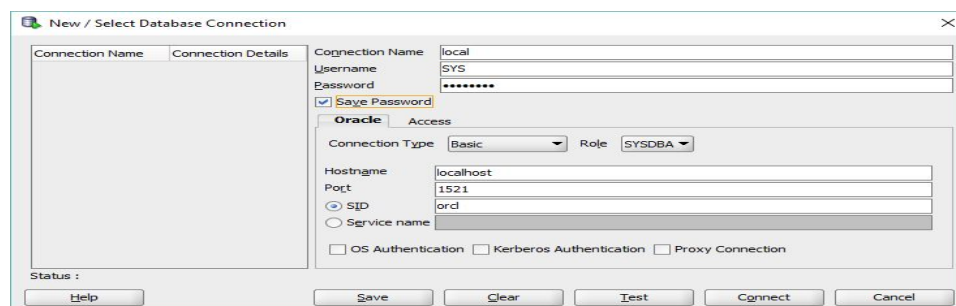 New / Select Database Connection
Connection Name Connection Details
Connection Name local
Username SYS
Password ••••••••
Save Password
Oracle Access
Connection Type Basic Role SYSDBA
Hostname localhost
Port 1521
SID orcl
Service name
OS Authentication Kerberos Authentication Proxy Connection
Status :
Help Save Clear Test Connect Cancel